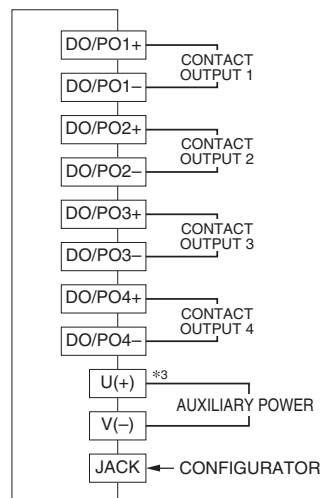 DO/PO1+
CONTACT
OUTPUT 1
DO/PO1–
DO/PO2+
CONTACT
OUTPUT 2
DO/PO2–
DO/PO3+
CONTACT
OUTPUT 3
DO/PO3–
DO/PO4+
CONTACT
OUTPUT 4
DO/PO4–
U(+) *3
AUXILIARY POWER
V(–)
JACK CONFIGURATOR